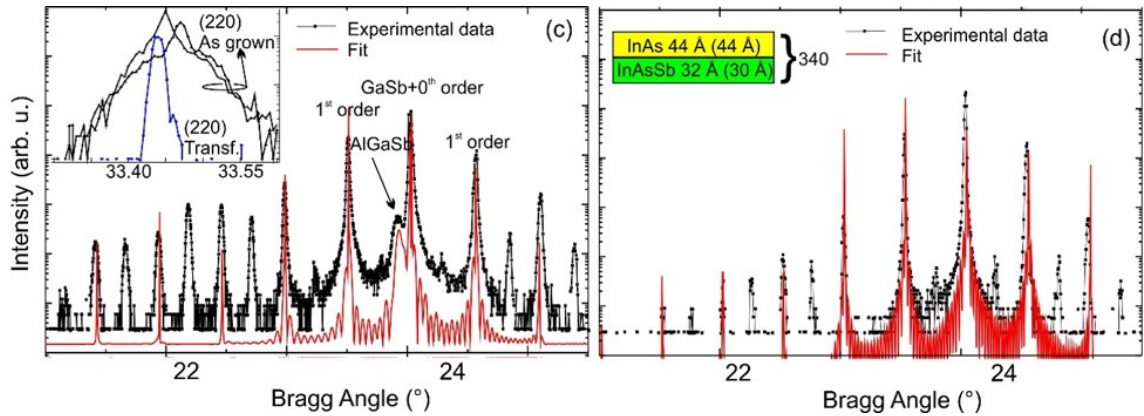 (220)
As grown
(220)
Transf.
33.40
33.55
Experimental data
Fit
(c)
GaSb+0th order
1st order
AlGaSb
1st order
Intensity (arb. u.)
22
24
Bragg Angle (°)
Experimental data
Fit
(d)
InAs 44 Å (44 Å)
InAsSb 32 Å (30 Å)
340
22
24
Bragg Angle (°)